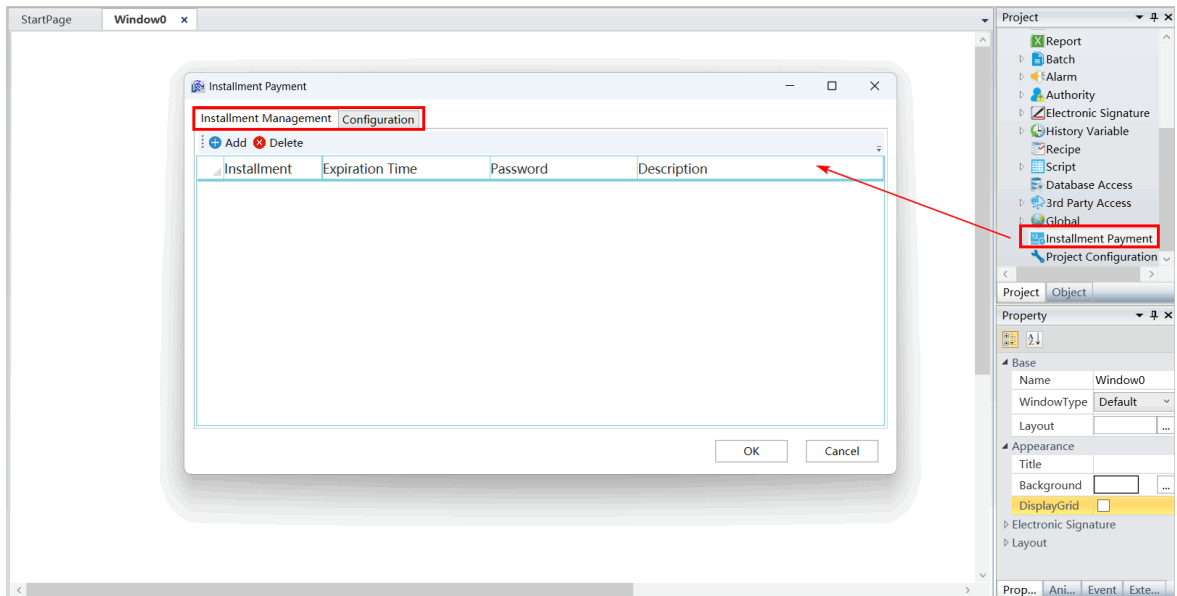 StartPage
Window0 ×
Installment Payment
Installment Management
Configuration
Add
Delete
Installment
Expiration Time
Password
Description
OK
Cancel
Project
Report
Batch
Alarm
Authority
Electronic Signature
History Variable
Recipe
Script
Database Access
3rd Party Access
Global
Installment Payment
Project Configuration
Project
Object
Property
Base
Name Window0
WindowType Default
Layout ...
Appearance
Title
Background ...
DisplayGrid
Electronic Signature
Layout
Prop...
Ani...
Event
Exte...